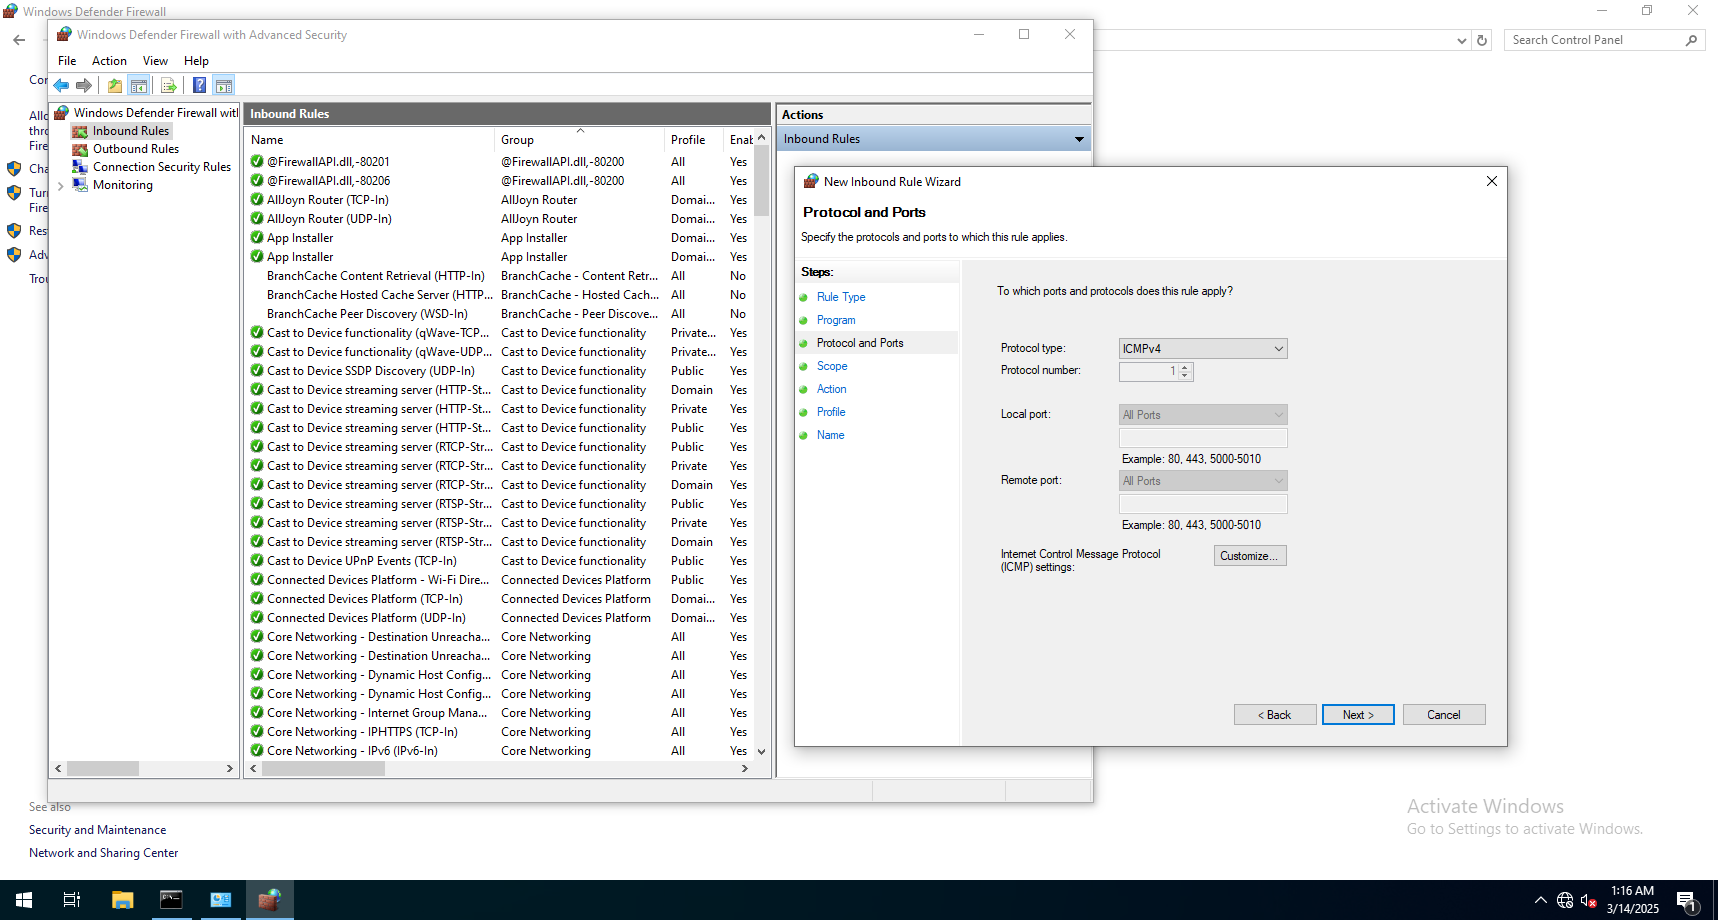 Windows Defender Firewall
Search Control Panel
Con
Allo
thro
Fire
Cha
Turn
Fire
Res
Adv
Trou
See also
Security and Maintenance
Network and Sharing Center
Windows Defender Firewall with Advanced Security
File Action View Help
Windows Defender Firewall with
Inbound Rules
Outbound Rules
Connection Security Rules
Monitoring
Inbound Rules
Name Group Profile Enab
@FirewallAPI.dll,-80201 @FirewallAPI.dll,-80200 All Yes
@FirewallAPI.dll,-80206 @FirewallAPI.dll,-80200 All Yes
AllJoyn Router (TCP-In) AllJoyn Router Domai... Yes
AllJoyn Router (UDP-In) AllJoyn Router Domai... Yes
App Installer App Installer Domai... Yes
App Installer App Installer Domai... Yes
BranchCache Content Retrieval (HTTP-In) BranchCache - Content Retr... All No
BranchCache Hosted Cache Server (HTTP... BranchCache - Hosted Cach... All No
BranchCache Peer Discovery (WSD-In) BranchCache - Peer Discove... All No
Cast to Device functionality (qWave-TCP... Cast to Device functionality Private... Yes
Cast to Device functionality (qWave-UDP... Cast to Device functionality Private... Yes
Cast to Device SSDP Discovery (UDP-In) Cast to Device functionality Public Yes
Cast to Device streaming server (HTTP-St... Cast to Device functionality Domain Yes
Cast to Device streaming server (HTTP-St... Cast to Device functionality Private Yes
Cast to Device streaming server (HTTP-St... Cast to Device functionality Public Yes
Cast to Device streaming server (RTCP-Str... Cast to Device functionality Public Yes
Cast to Device streaming server (RTCP-Str... Cast to Device functionality Private Yes
Cast to Device streaming server (RTCP-Str... Cast to Device functionality Domain Yes
Cast to Device streaming server (RTSP-Str... Cast to Device functionality Public Yes
Cast to Device streaming server (RTSP-Str... Cast to Device functionality Private Yes
Cast to Device streaming server (RTSP-Str... Cast to Device functionality Domain Yes
Cast to Device UPnP Events (TCP-In) Cast to Device functionality Public Yes
Connected Devices Platform - Wi-Fi Dire... Connected Devices Platform Public Yes
Connected Devices Platform (TCP-In) Connected Devices Platform Domai... Yes
Connected Devices Platform (UDP-In) Connected Devices Platform Domai... Yes
Core Networking - Destination Unreacha... Core Networking All Yes
Core Networking - Destination Unreacha... Core Networking All Yes
Core Networking - Dynamic Host Config... Core Networking All Yes
Core Networking - Dynamic Host Config... Core Networking All Yes
Core Networking - Internet Group Mana... Core Networking All Yes
Core Networking - IPHTTPS (TCP-In) Core Networking All Yes
Core Networking - IPv6 (IPv6-In) Core Networking All Yes
Actions
Inbound Rules
New Inbound Rule Wizard
Protocol and Ports
Specify the protocols and ports to which this rule applies.
Steps:
Rule Type
Program
Protocol and Ports
Scope
Action
Profile
Name
To which ports and protocols does this rule apply?
Protocol type: ICMPv4
Protocol number: 1
Local port: All Ports
Example: 80, 443, 5000-5010
Remote port: All Ports
Example: 80, 443, 5000-5010
Internet Control Message Protocol
(ICMP) settings:
Customize...
< Back Next > Cancel
Activate Windows
Go to Settings to activate Windows.
1:16 AM
3/14/2025
1